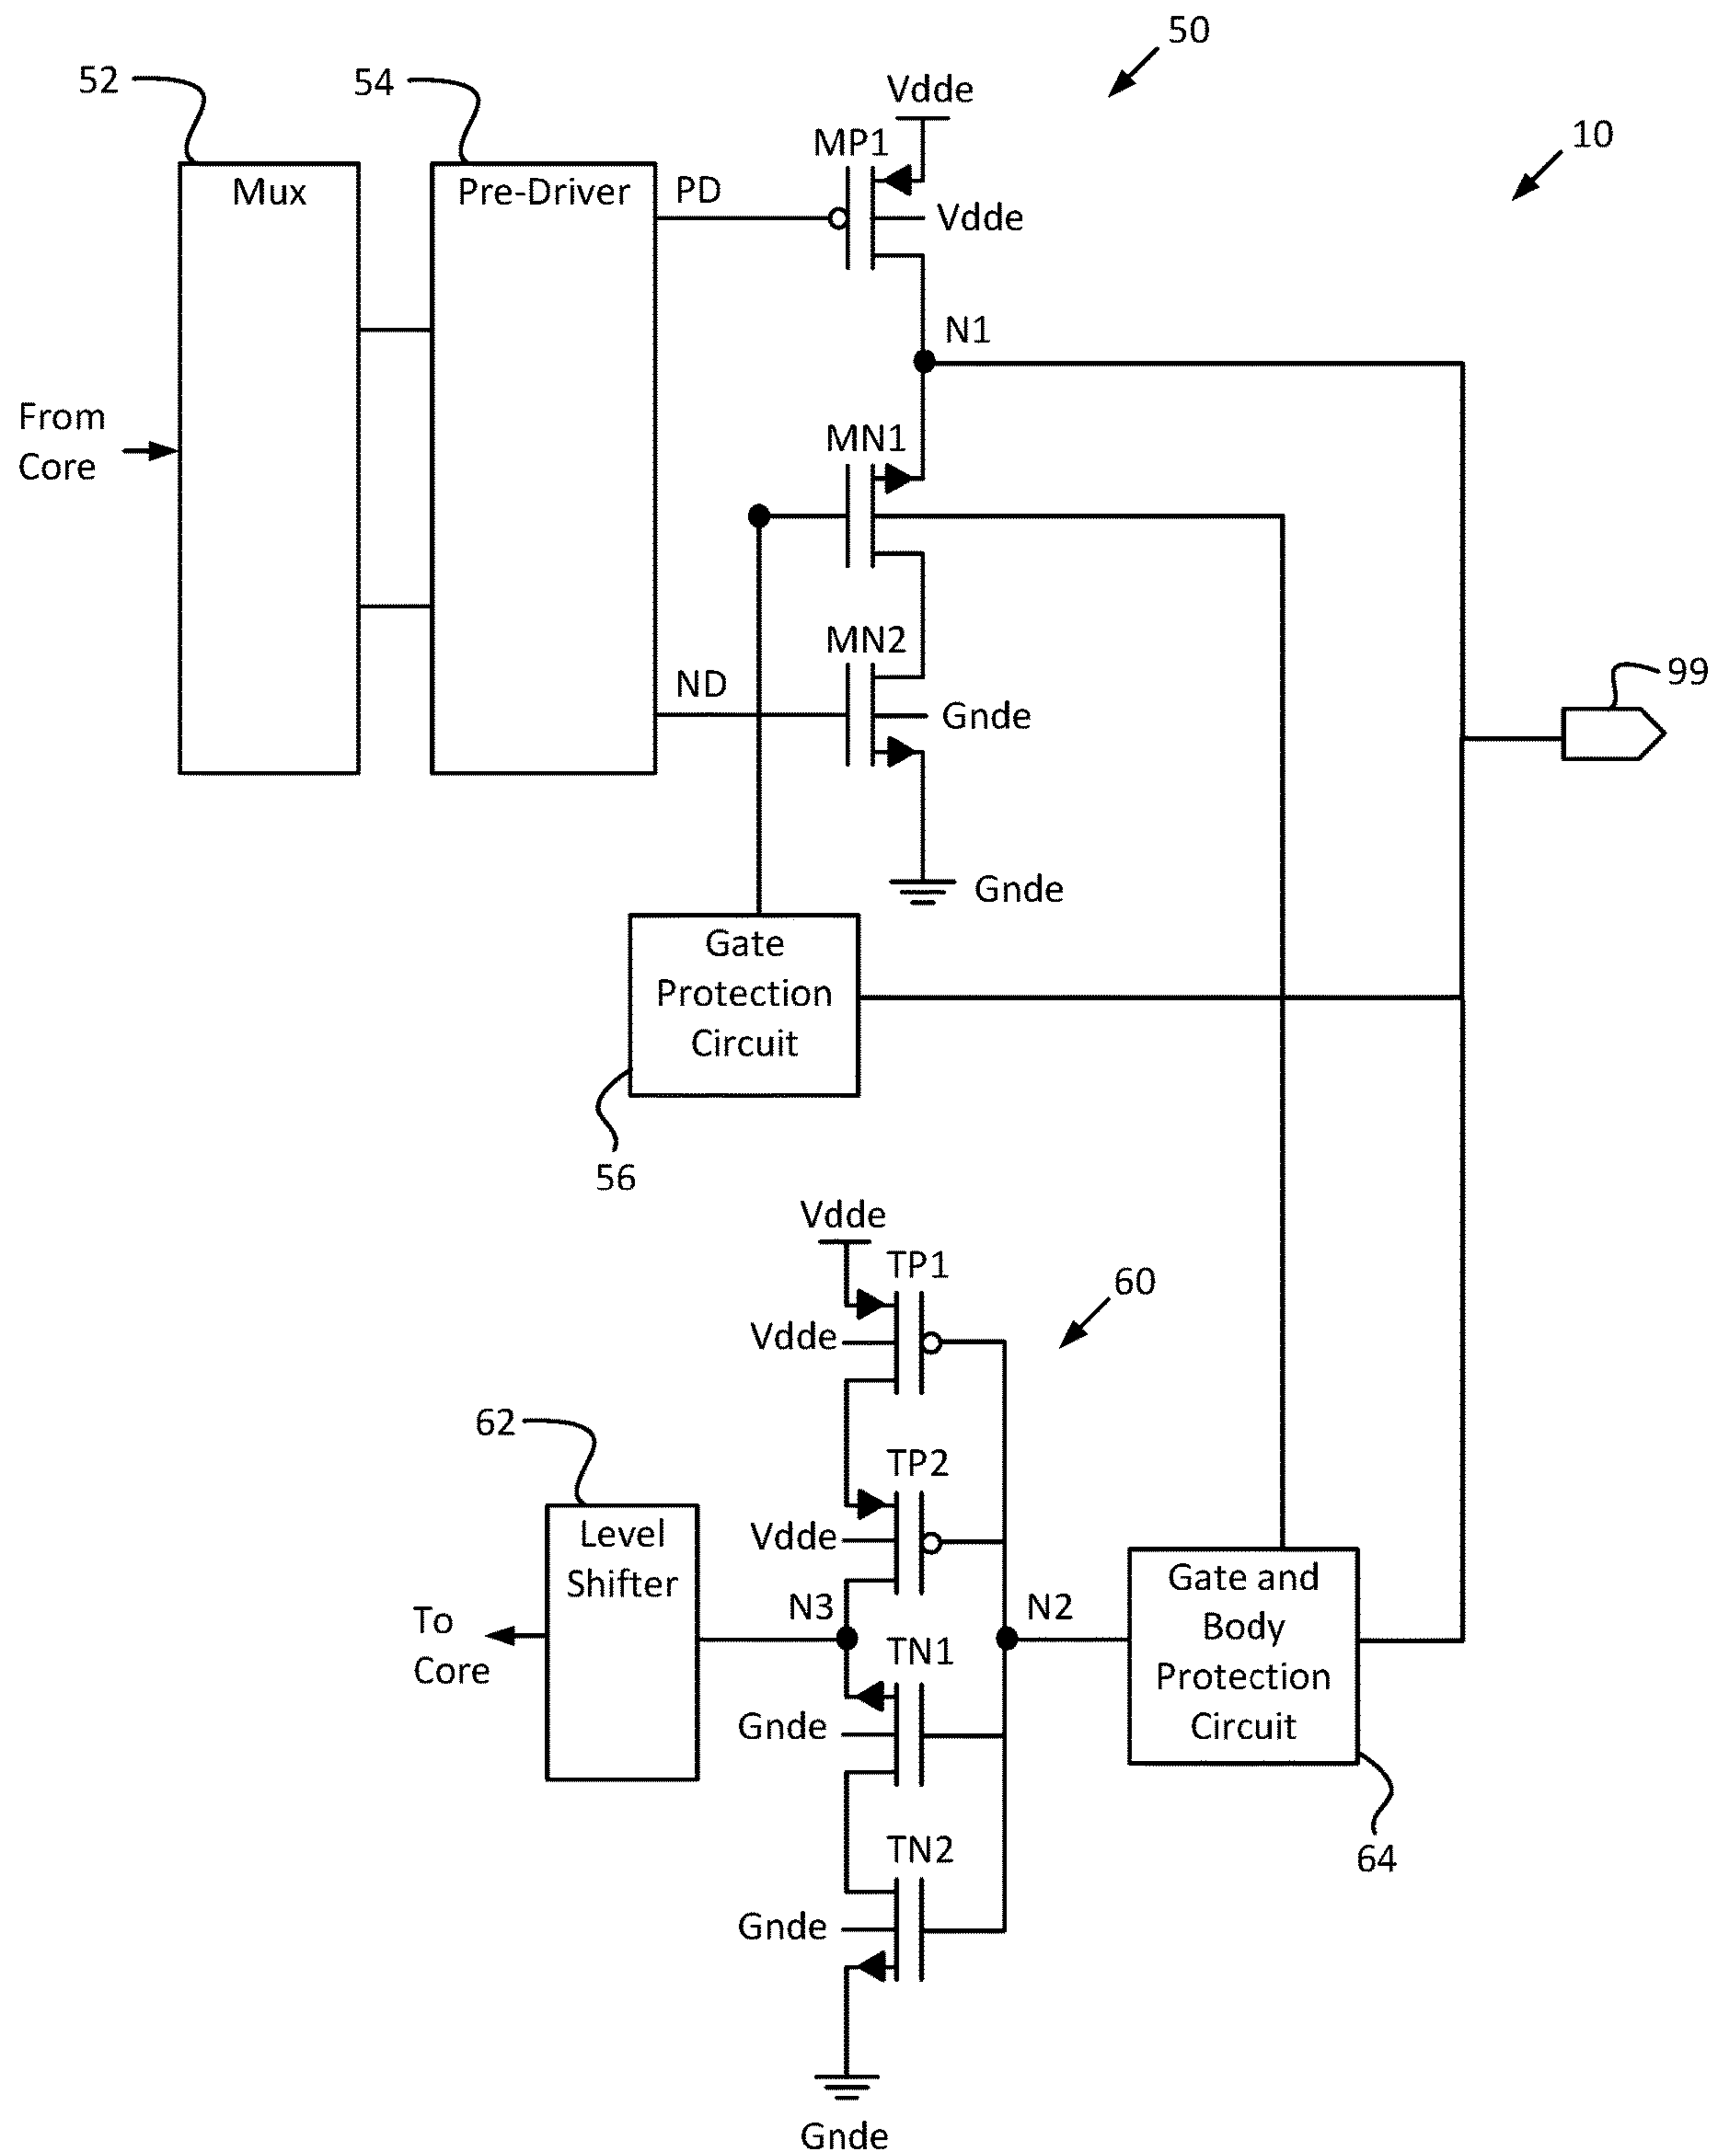 50
52
54
Vdde
10
MP1
Mux
Pre-Driver
PD
Vdde
N1
From
Core
MN1
MN2
99
ND
Gnde
Gnde
Gate
Protection
Circuit
56
Vdde
TP1
60
Vdde
62
TP2
Level
Shifter
Vdde
Gate and
Body
Protection
Circuit
N3
N2
To
Core
TN1
Gnde
TN2
64
Gnde
Gnde